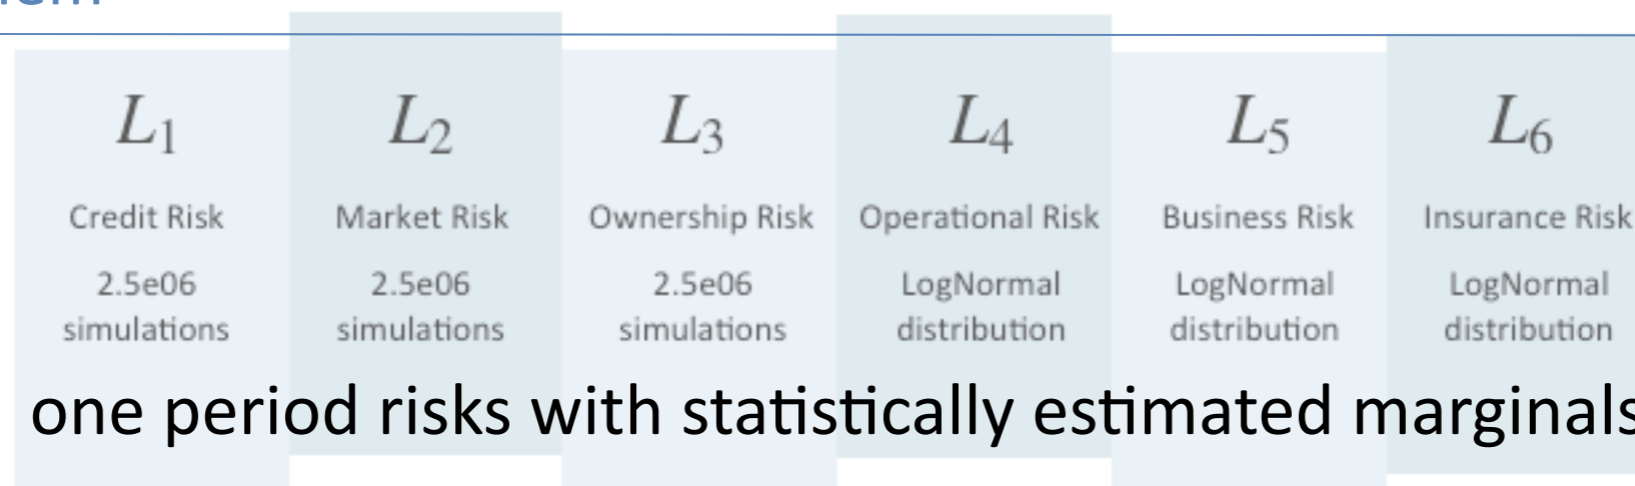 L1 L2 L3 L4 L5 L6
Credit Risk Market Risk Ownership Risk Operational Risk Business Risk Insurance Risk
2.5e06 2.5e06 2.5e06 LogNormal LogNormal LogNormal
simulations simulations simulations distribution distribution distribution
one period risks with statistically estimated marginals